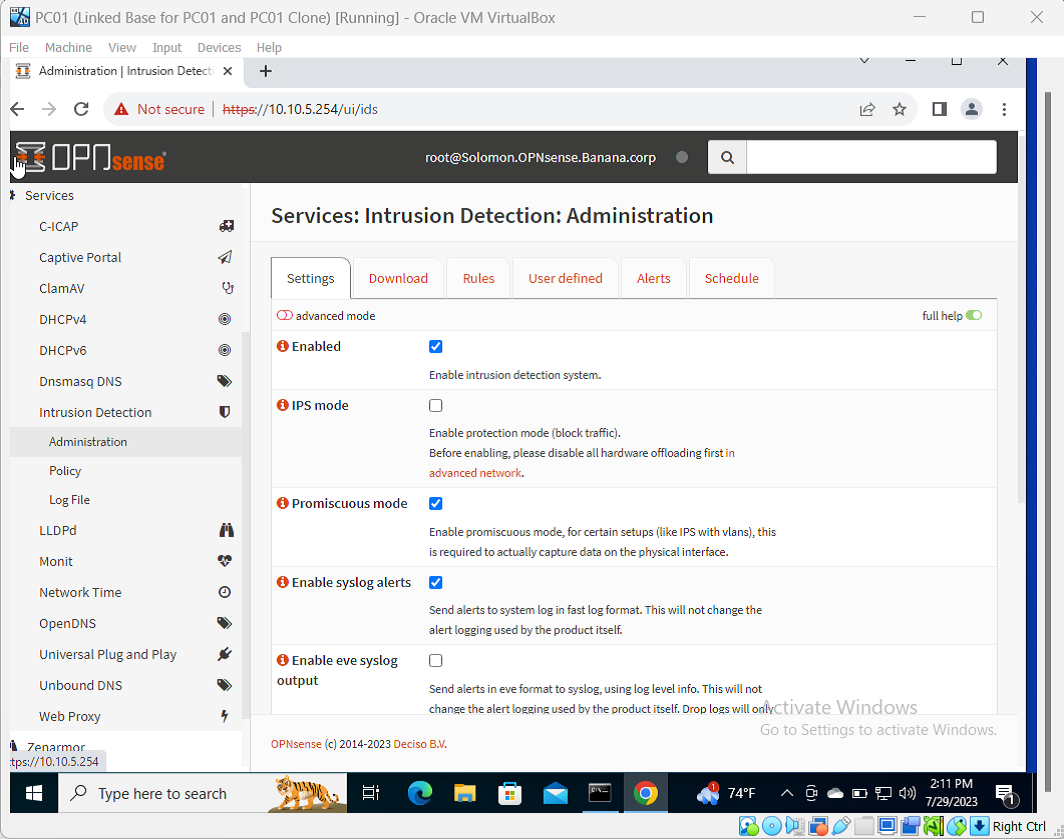 PC01 (Linked Base for PC01 and PC01 Clone) [Running] - Oracle VM VirtualBox
File Machine View Input Devices Help
Administration | Intrusion Detect
Not secure | https://10.10.5.254/ui/ids
OPNsense
root@Solomon.OPNsense.Banana.corp
Services
C-ICAP
Captive Portal
ClamAV
DHCPv4
DHCPv6
Dnsmasq DNS
Intrusion Detection
Administration
Policy
Log File
LLDPd
Monit
Network Time
OpenDNS
Universal Plug and Play
Unbound DNS
Web Proxy
Zenarmor
tps://10.10.5.254
Services: Intrusion Detection: Administration
Settings Download Rules User defined Alerts Schedule
advanced mode full help
Enabled
Enable intrusion detection system.
IPS mode
Enable protection mode (block traffic).
Before enabling, please disable all hardware offloading first in
advanced network.
Promiscuous mode
Enable promiscuous mode, for certain setups (like IPS with vlans), this
is required to actually capture data on the physical interface.
Enable syslog alerts
Send alerts to system log in fast log format. This will not change the
alert logging used by the product itself.
Enable eve syslog
output
Send alerts in eve format to syslog, using log level info. This will not
change the alert logging used by the product itself. Drop logs will only
Activate Windows
Go to Settings to activate Windows.
OPNsense (c) 2014-2023 Deciso B.V.
Type here to search
1
74°F
2:11 PM
7/29/2023
1
Right Ctrl